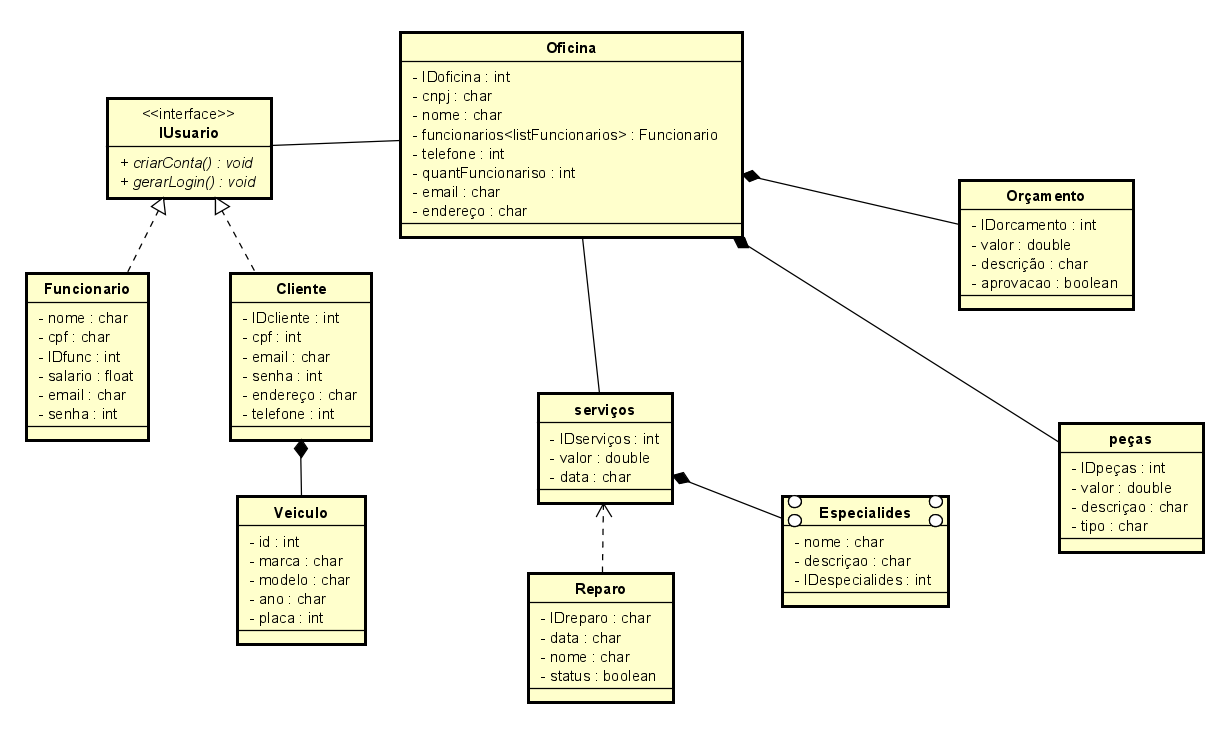 Oficina
- IDoficina : int
- cnpj : char
- nome : char
- funcionarios<listFuncionarios> : Funcionario
- telefone : int
- quantFuncionariso : int
- email : char
- endereço : char
<<interface>>
IUsuario
+ criarConta() : void
+ gerarLogin() : void
Orçamento
- IDorcamento : int
- valor : double
- descrição : char
- aprovacao : boolean
Funcionario
- nome : char
- cpf : char
- IDfunc : int
- salario : float
- email : char
- senha : int
Cliente
- IDcliente : int
- cpf : int
- email : char
- senha : int
- endereço : char
- telefone : int
serviços
- IDserviços : int
- valor : double
- data : char
peças
- IDpeças : int
- valor : double
- descriçao : char
- tipo : char
Veiculo
- id : int
- marca : char
- modelo : char
- ano : char
- placa : int
Especialides
- nome : char
- descriçao : char
- IDespecialides : int
Reparo
- IDreparo : char
- data : char
- nome : char
- status : boolean